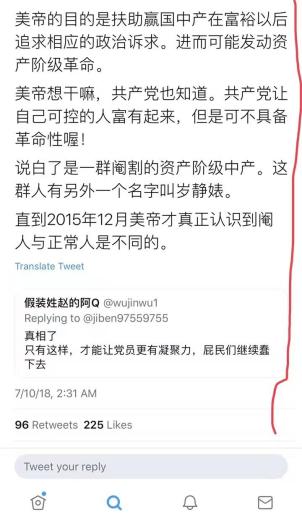 美帝的目的是扶助赢国中产在富裕以后
追求相应的政治诉求。进而可能发动资
产阶级革命。
美帝想干嘛，共产党也知道。共产党让
自己可控的人富有起来，但是可不具备
革命性喔！
说白了是一群阉割的资产阶级中产。这
群人有另外一个名字叫岁静婊。
直到2015年12月美帝才真正认识到阉
人与正常人是不同的。
Translate Tweet
假装姓赵的阿Q @wujinwu1
Replying to @jiben97559755
真相了
只有这样，才能让党员更有凝聚力，屁民们继续蠢
下去
7/10/18, 2:31 AM
96 Retweets 225 Likes
Tweet your reply